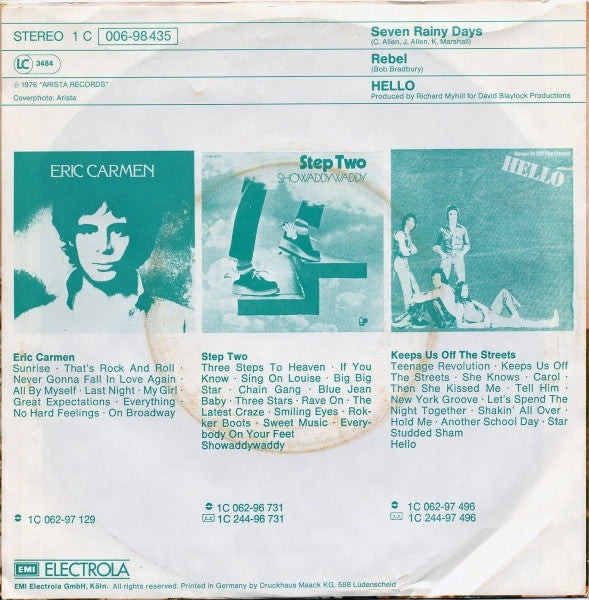 STEREO 1 C 006-98 435
LC 3484
℗ 1976 "ARISTA RECORDS"
Coverphoto: Arista
Seven Rainy Days
(C. Allen, J. Allen, K. Marshall)
Rebel
(Bob Bradbury)
HELLO
Produced by Richard Myhill for David Blaylock Productions
ERIC CARMEN
Step Two
SHOWADDYWADDY
Keeps Us Off The Streets
HELLO
Eric Carmen
Sunrise · That's Rock And Roll ·
Never Gonna Fall In Love Again
All By Myself · Last Night · My Girl
Great Expectations · Everything
No Hard Feelings · On Broadway
1C 062-97 129
Step Two
Three Steps To Heaven · If You
Know · Sing On Louise · Big Big
Star · Chain Gang · Blue Jean
Baby · Three Stars · Rave On · The
Latest Craze · Smiling Eyes · Rok-
ker Boots · Sweet Music · Every-
body On Your Feet
Showaddywaddy
1C 062-96 731
1C 244-96 731
Keeps Us Off The Streets
Teenage Revolution · Keeps Us Off
The Streets · She Knows · Carol ·
Then She Kissed Me · Tell Him ·
New York Groove · Let's Spend The
Night Together · Shakin' All Over ·
Hold Me · Another School Day · Star
Studded Sham
Hello
1C 062-97 496
1C 244-97 496
EMI ELECTROLA
EMI Electrola GmbH, Köln. All rights reserved. Printed in Germany by Druckhaus Maack KG, 588 Lüdenscheid